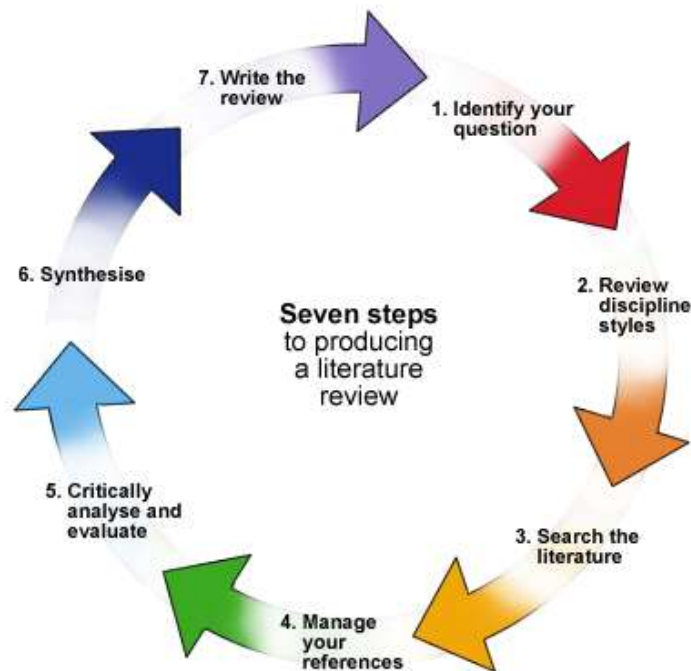 Seven steps
to producing
a literature
review
1. Identify your
question
2. Review
discipline
styles
3. Search the
literature
4. Manage
your
references
5. Critically
analyse and
evaluate
6. Synthesise
7. Write the
review